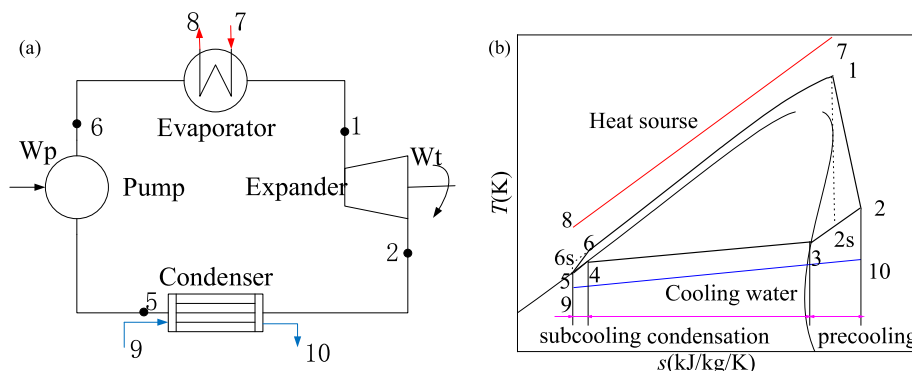 (a)
8
7
Evaporator
6
1
Wp
Pump
Expander
Wt
2
Condenser
5
9
10
(b)
T(K)
7
1
Heat sourse
8
2
6s
6
2s
5
4
3
10
9
Cooling water
subcooling condensation precooling
s(kJ/kg/K)